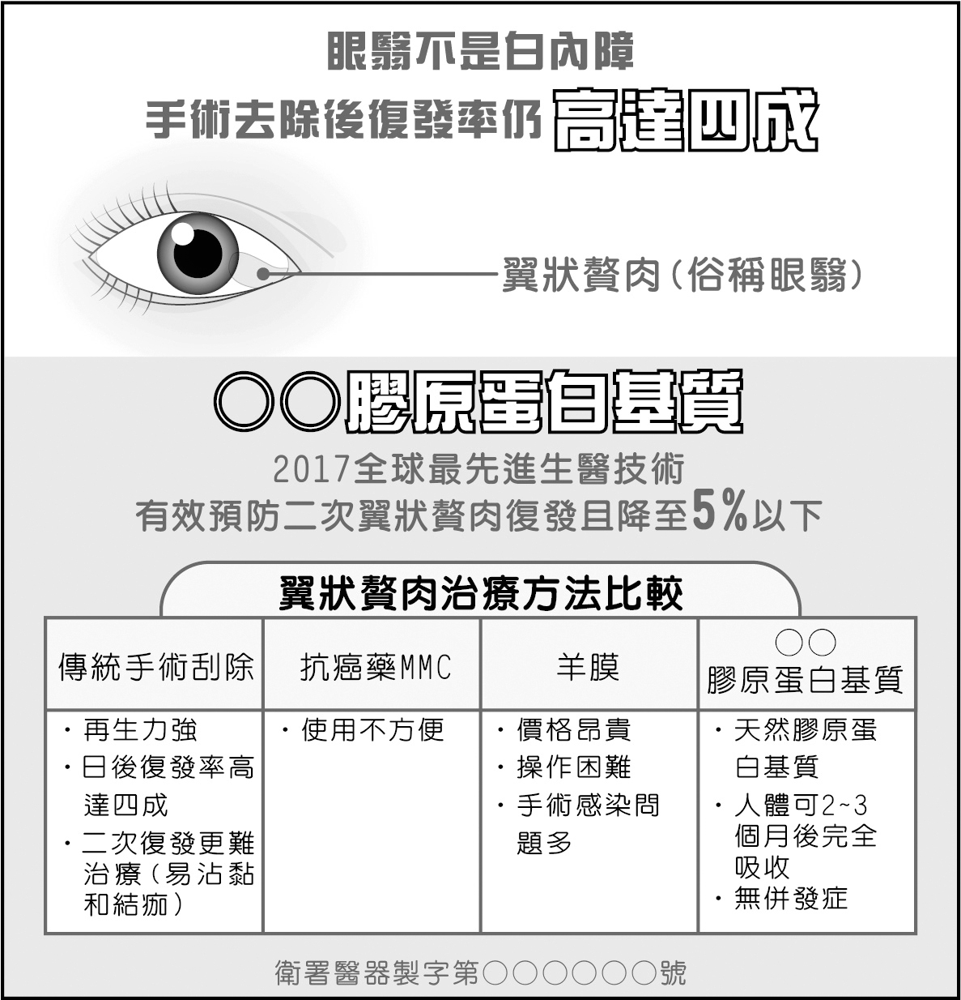 眼翳不是白內障
手術去除後復發率仍高達四成
翼狀贅肉(俗稱眼翳)
○○膠原蛋白基質
2017全球最先進生醫技術
有效預防二次翼狀贅肉復發且降至5%以下
翼狀贅肉治療方法比較
傳統手術刮除
抗癌藥MMC
羊膜
○○
膠原蛋白基質
・再生力強
・日後復發率高
達四成
・二次復發更難
治療(易沾黏
和結痂)
・使用不方便
・價格昂貴
・操作困難
・手術感染問
題多
・天然膠原蛋
白基質
・人體可2~3
個月後完全
吸收
・無併發症
衛署醫器製字第○○○○○○號